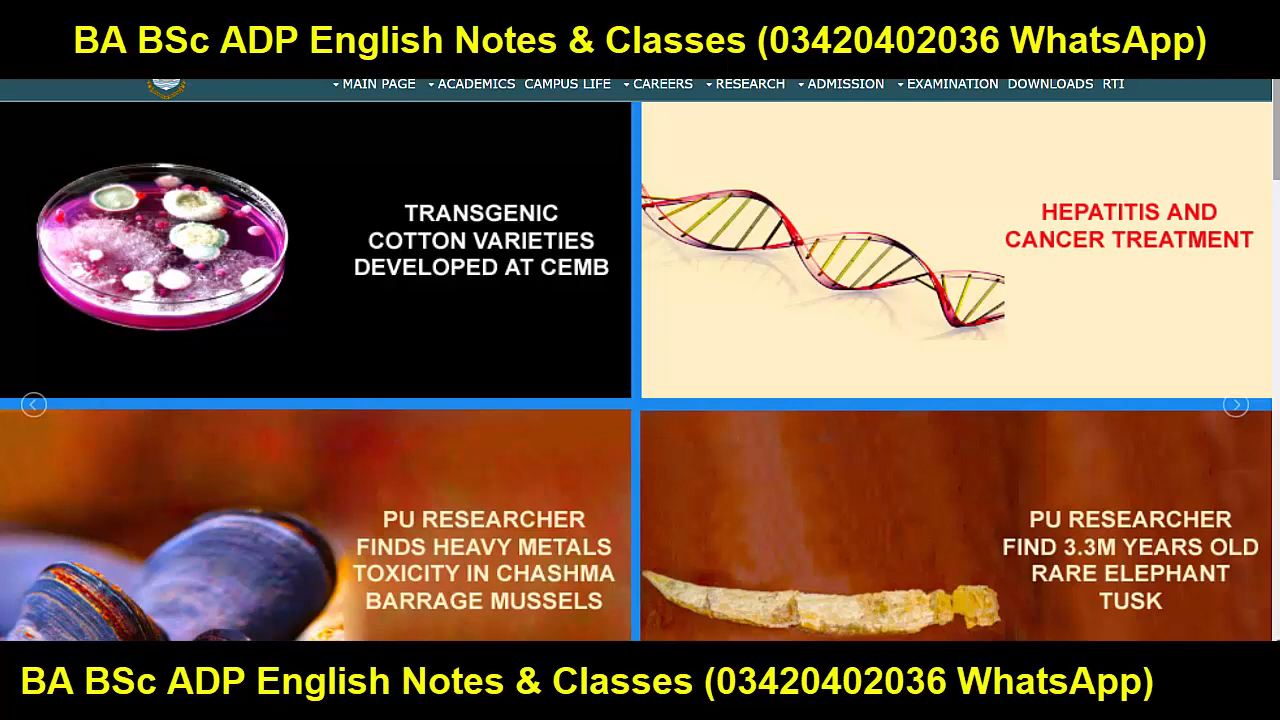 BA BSc ADP English Notes & Classes (03420402036 WhatsApp)
MAIN PAGE ACADEMICS CAMPUS LIFE CAREERS RESEARCH ADMISSION EXAMINATION DOWNLOADS RTI
TRANSGENIC
COTTON VARIETIES
DEVELOPED AT CEMB
HEPATITIS AND
CANCER TREATMENT
PU RESEARCHER
FINDS HEAVY METALS
TOXICITY IN CHASHMA
BARRAGE MUSSELS
PU RESEARCHER
FIND 3.3M YEARS OLD
RARE ELEPHANT
TUSK
BA BSc ADP English Notes & Classes (03420402036 WhatsApp)